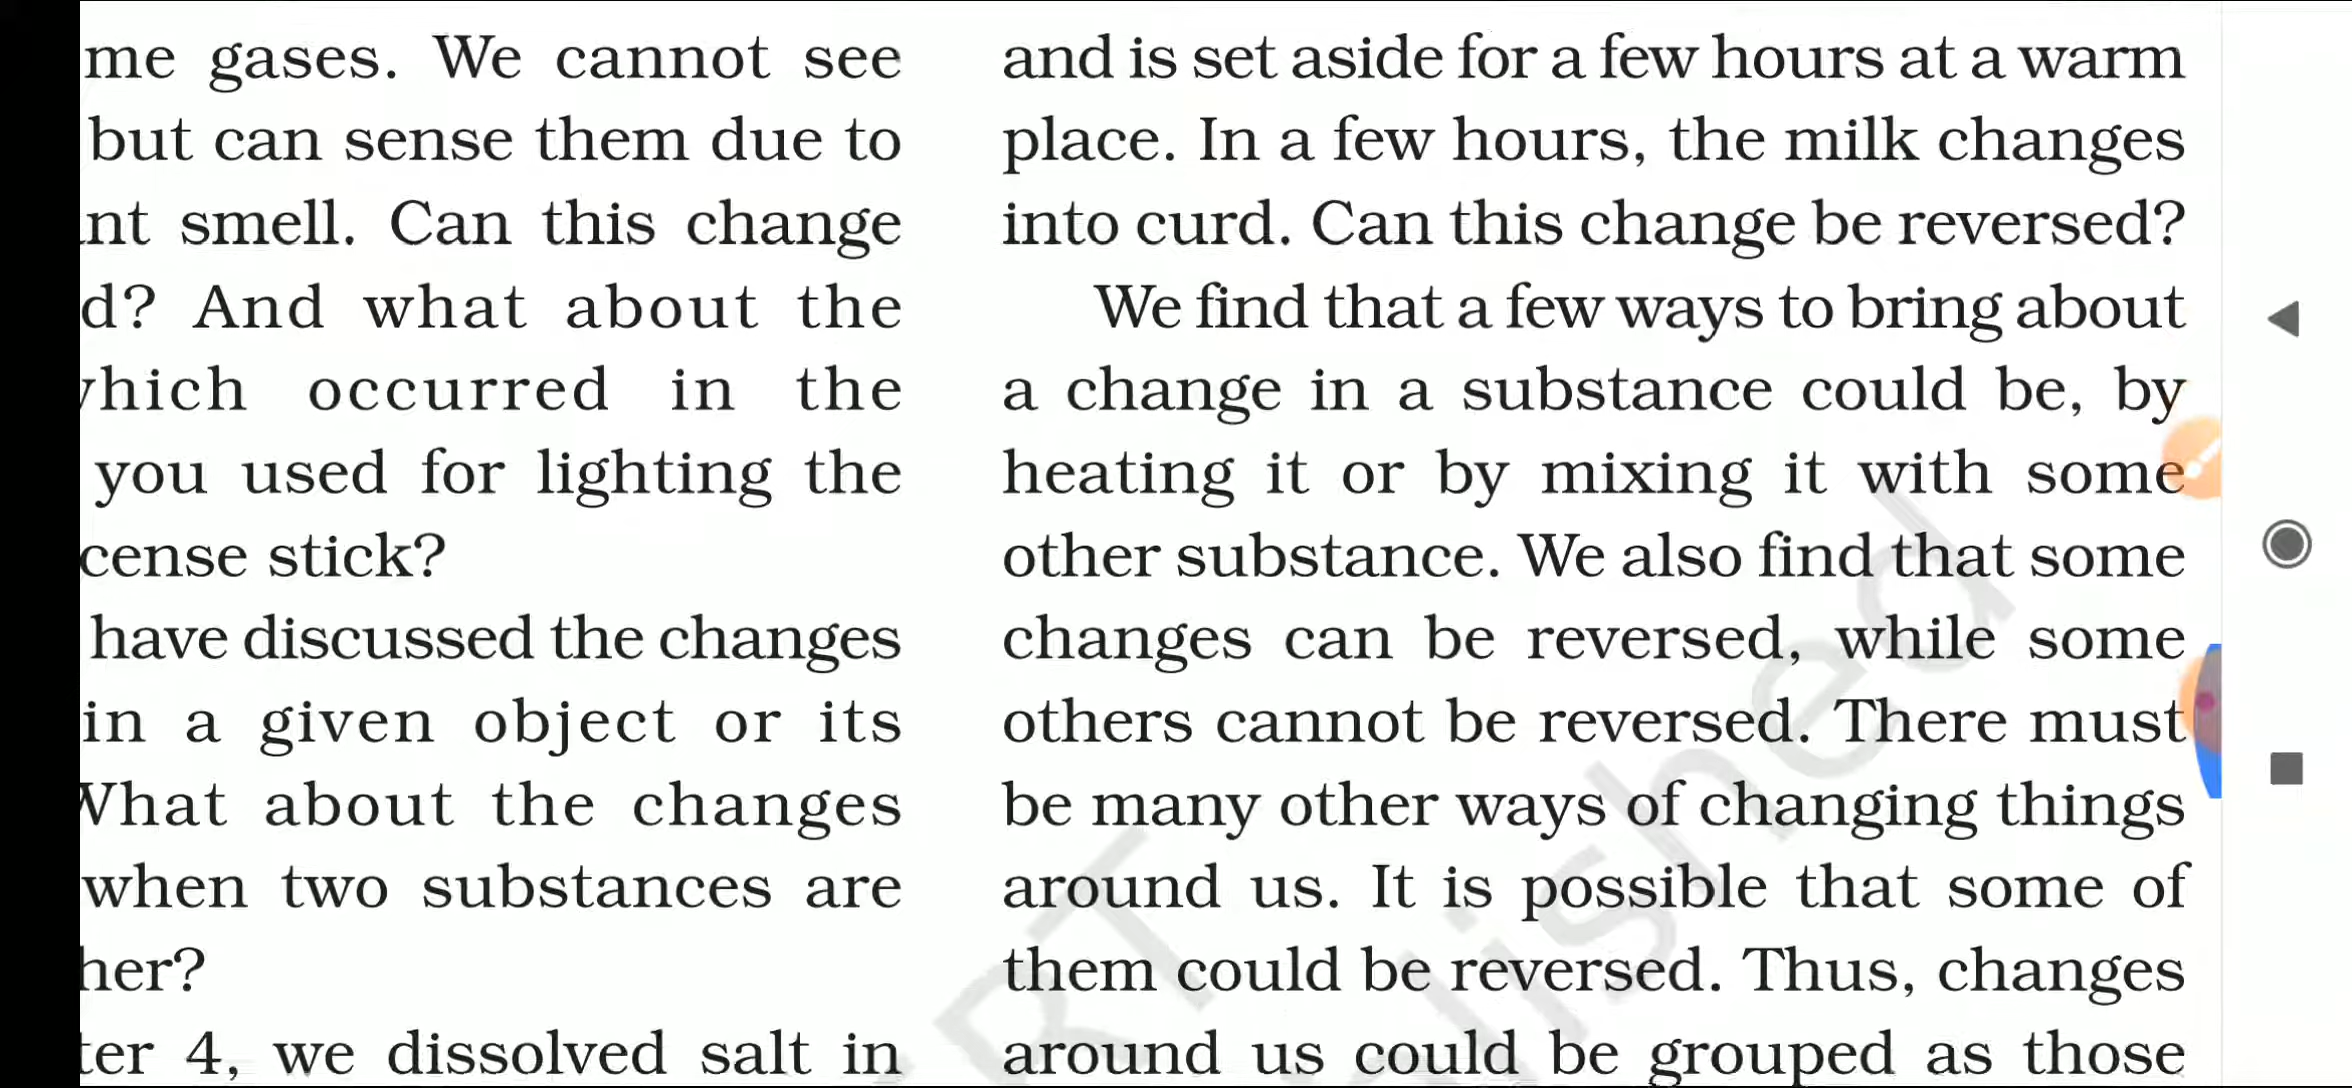 me gases. We cannot see
but can sense them due to
nt smell. Can this change
d? And what about the
hich occurred in the
you used for lighting the
cense stick?
have discussed the changes
in a given object or its
What about the changes
when two substances are
her?
ter 4, we dissolved salt in
and is set aside for a few hours at a warm
place. In a few hours, the milk changes
into curd. Can this change be reversed?
We find that a few ways to bring about
a change in a substance could be, by
heating it or by mixing it with some
other substance. We also find that some
changes can be reversed, while some
others cannot be reversed. There must
be many other ways of changing things
around us. It is possible that some of
them could be reversed. Thus, changes
around us could be grouped as those